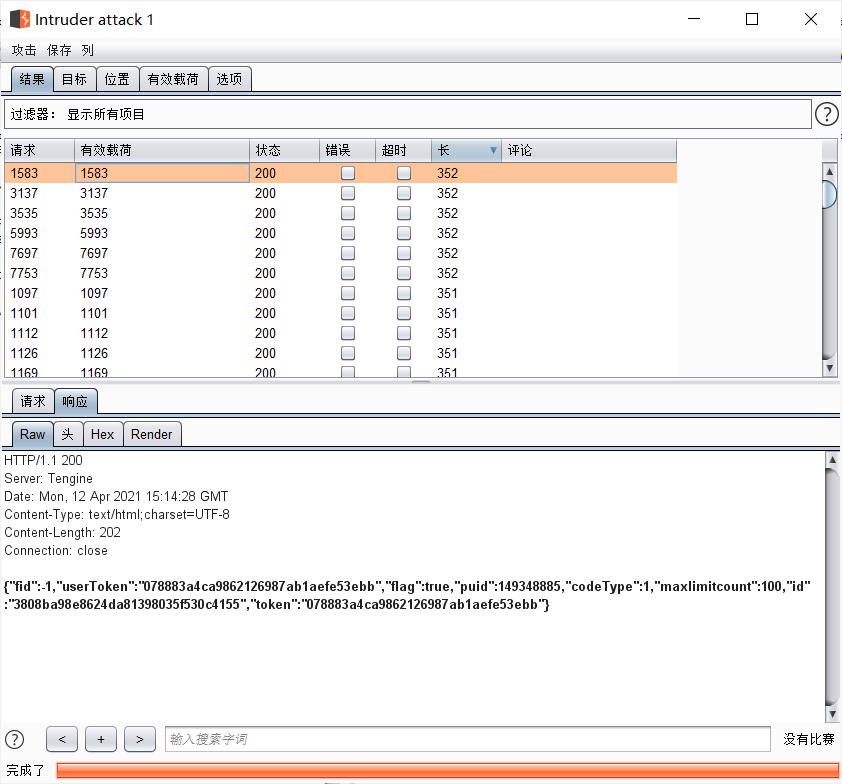 Intruder attack 1
攻击 保存 列
结果 目标 位置 有效载荷 选项
过滤器： 显示所有项目 ?
请求 有效载荷 状态 错误 超时 长 评论
1583 1583 200 352
3137 3137 200 352
3535 3535 200 352
5993 5993 200 352
7697 7697 200 352
7753 7753 200 352
1097 1097 200 351
1101 1101 200 351
1112 1112 200 351
1126 1126 200 351
1169 1169 200 351
请求 响应
Raw 头 Hex Render
HTTP/1.1 200
Server: Tengine
Date: Mon, 12 Apr 2021 15:14:28 GMT
Content-Type: text/html;charset=UTF-8
Content-Length: 202
Connection: close
{"fid":-1,"userToken":"078883a4ca9862126987ab1aefe53ebb","flag":true,"puid":149348885,"codeType":1,"maxlimitcount":100,"id"
:"3808ba98e8624da81398035f530c4155","token":"078883a4ca9862126987ab1aefe53ebb"}
? < + > 输入搜索字词 没有比赛
完成了